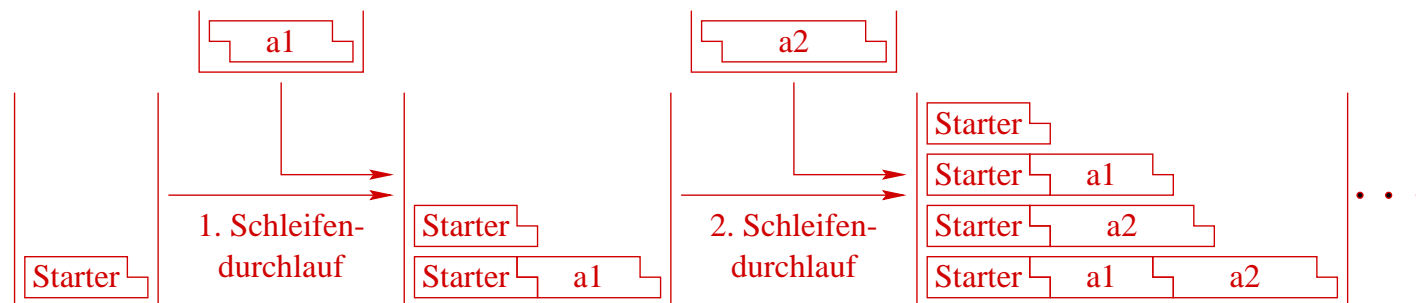 a1
a2
Starter
Starter a1
1. Schleifen-
durchlauf
2. Schleifen-
durchlauf
Starter
Starter a2
Starter
Starter a1
Starter a1 a2
• • •